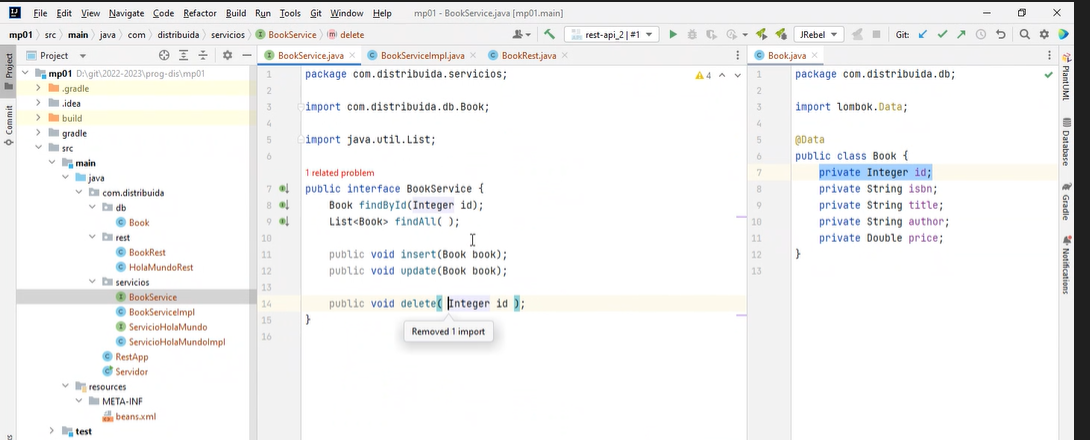 File Edit View Navigate Code Refactor Build Run Tools Git Window Help mp01 - BookService.java [mp01.main]
mp01 src main java com distribuida servicios BookService delete rest-api_2 | #1 JRebel Git:
Project
BookService.java BookServiceImpl.java BookRest.java
Book.java
Project
Commit
mp01 D:\git\2022-2023\prog-dis\mp01
.gradle
.idea
build
gradle
src
main
java
com.distribuida
db
Book
rest
BookRest
HolaMundoRest
servicios
BookService
BookServiceImpl
ServicioHolaMundo
ServicioHolaMundoImpl
RestApp
Servidor
resources
META-INF
beans.xml
test
4
1 package com.distribuida.servicios;
2
3 import com.distribuida.db.Book;
4
5 import java.util.List;
6
1 related problem
7 public interface BookService {
8 Book findById(Integer id);
9 List<Book> findAll( );
10
11 public void insert(Book book);
12 public void update(Book book);
13
14 public void delete( Integer id );
15 }
16
Removed 1 import
1 package com.distribuida.db;
2
3 import lombok.Data;
4
5 @Data
6 public class Book {
7 private Integer id;
8 private String isbn;
9 private String title;
10 private String author;
11 private Double price;
12 }
13
PlantUML
Database
Gradle
Notifications